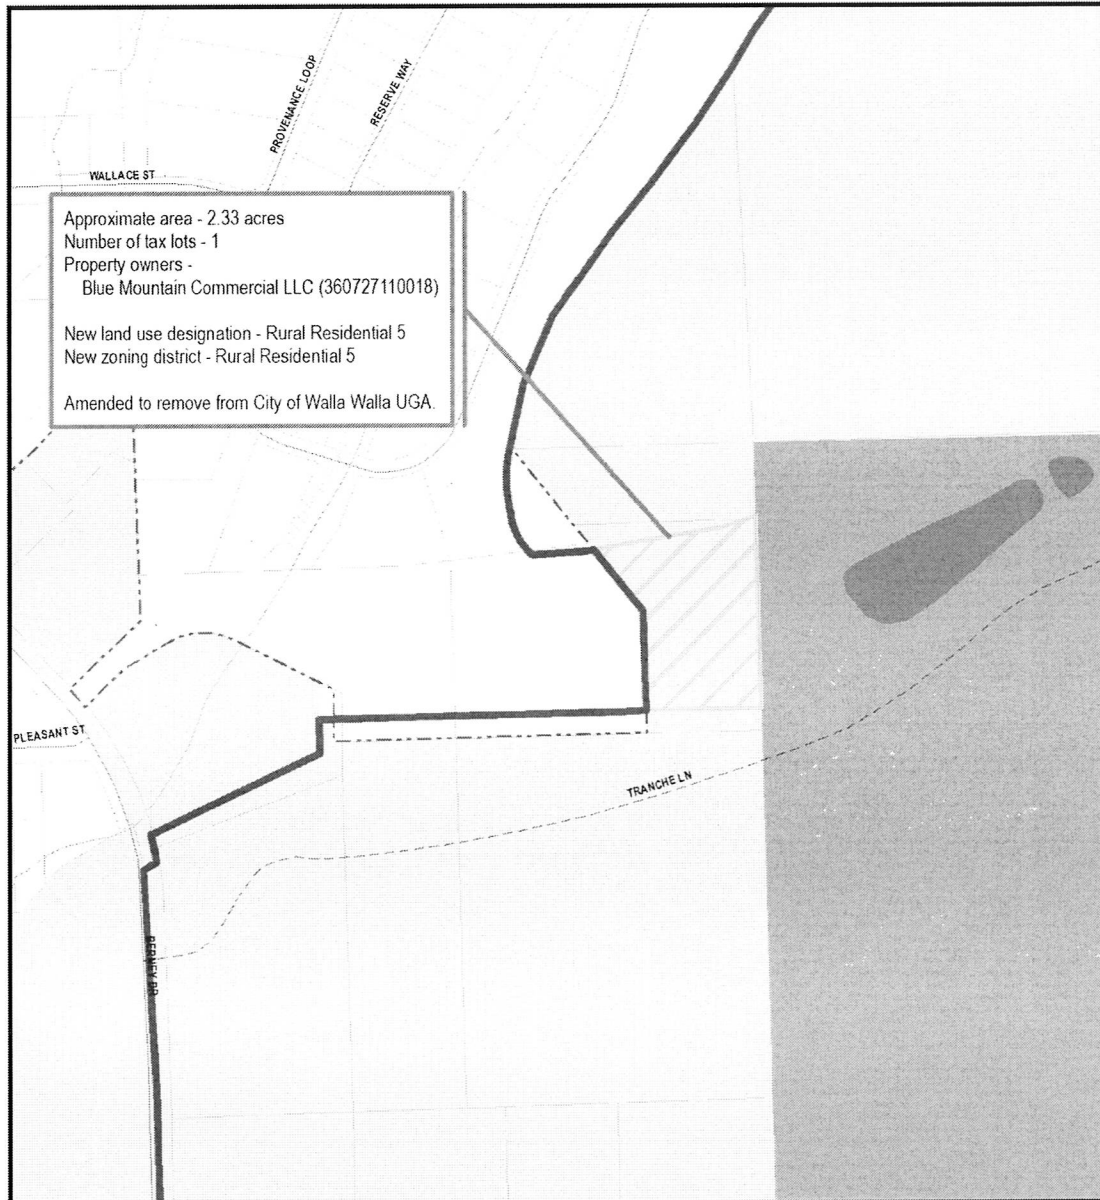 PROVENANCE LOOP
RESERVE WAY
WALLACE ST
Approximate area - 2.33 acres
Number of tax lots - 1
Property owners -
Blue Mountain Commercial LLC (360727110018)
New land use designation - Rural Residential 5
New zoning district - Rural Residential 5
Amended to remove from City of Walla Walla UGA.
PLEASANT ST
TRANCHE LN
BERNEY DR